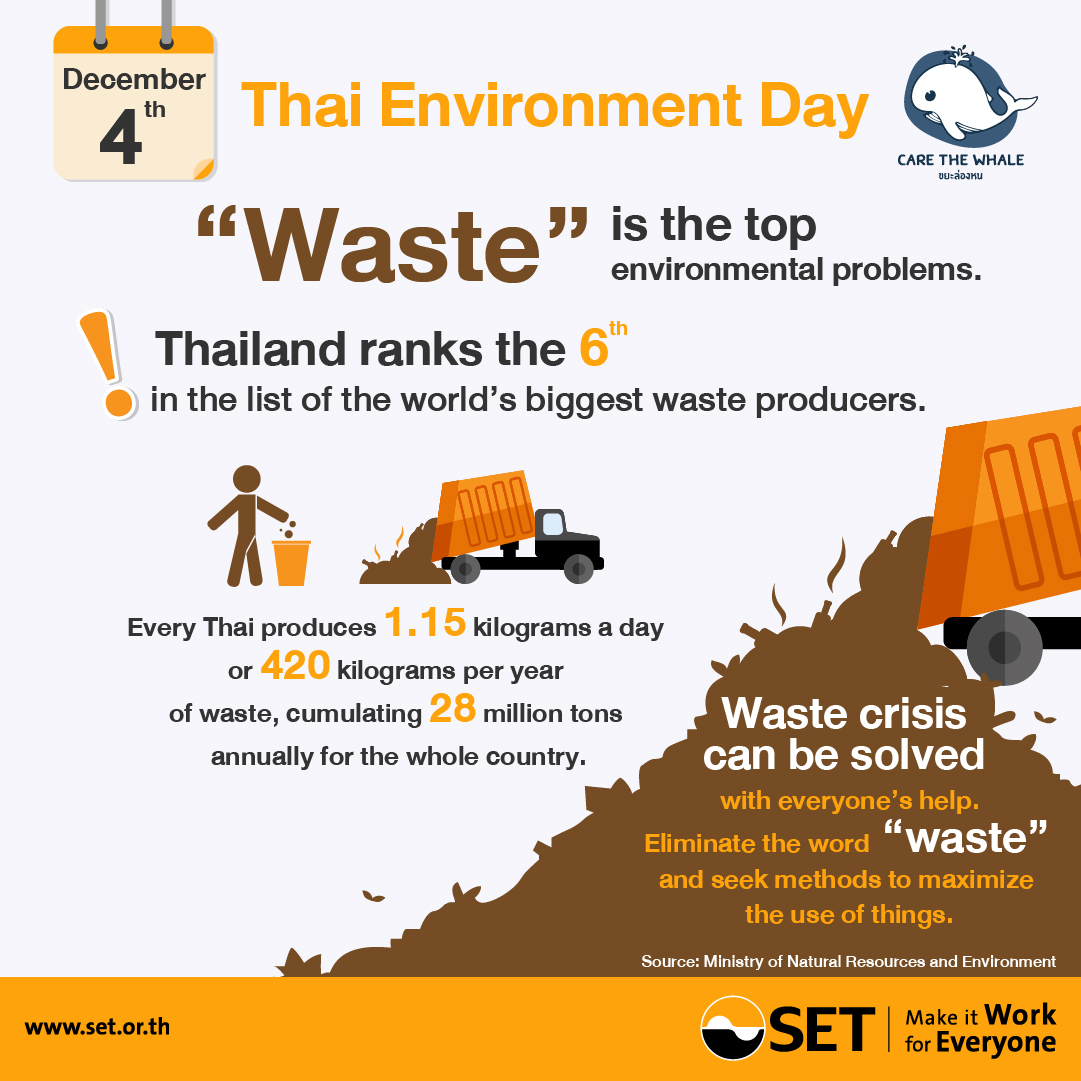 December
4th
Thai Environment Day
CARE THE WHALE
ขยะล่องหน
“Waste” is the top
environmental problems.
Thailand ranks the 6th
in the list of the world’s biggest waste producers.
Every Thai produces 1.15 kilograms a day
or 420 kilograms per year
of waste, cumulating 28 million tons
annually for the whole country.
Waste crisis
can be solved
with everyone’s help.
Eliminate the word “waste”
and seek methods to maximize
the use of things.
Source: Ministry of Natural Resources and Environment
www.set.or.th
SET
Make it Work
for Everyone